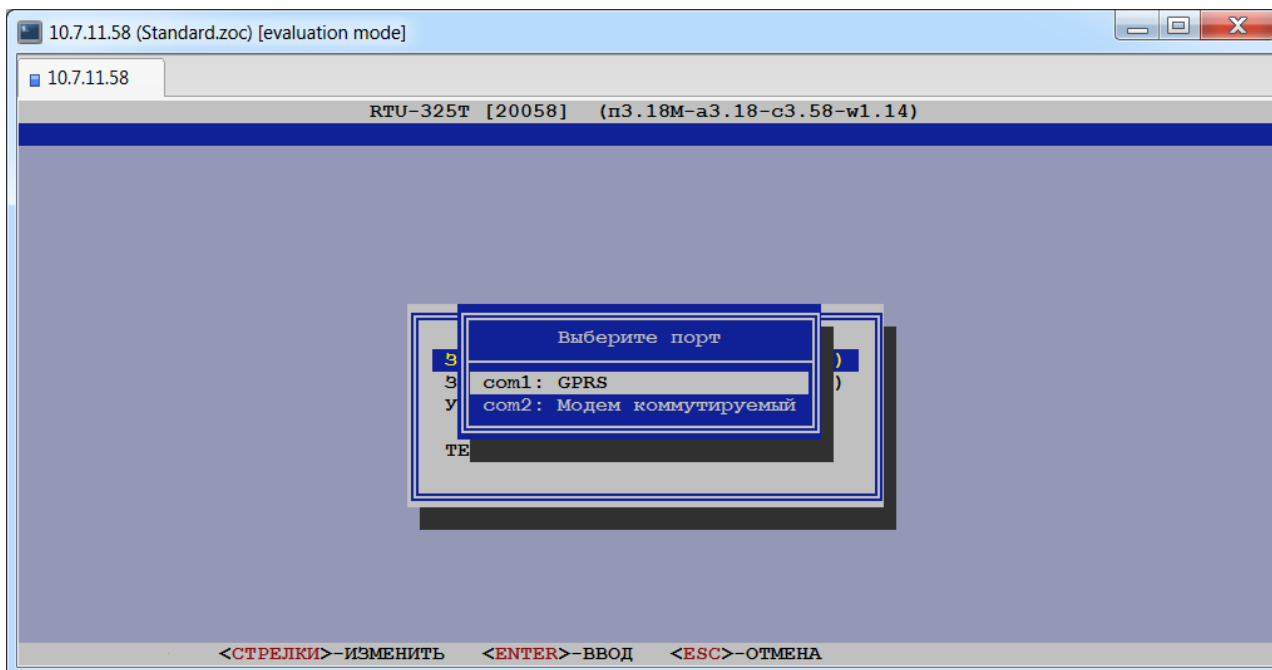 10.7.11.58 (Standard.zoc) [evaluation mode]
10.7.11.58
RTU-325T [20058] (п3.18М-а3.18-с3.58-w1.14)
Выберите порт
com1: GPRS
com2: Модем коммутируемый
<СТРЕЛКИ>-ИЗМЕНИТЬ <ENTER>-ВВОД <ESC>-ОТМЕНА